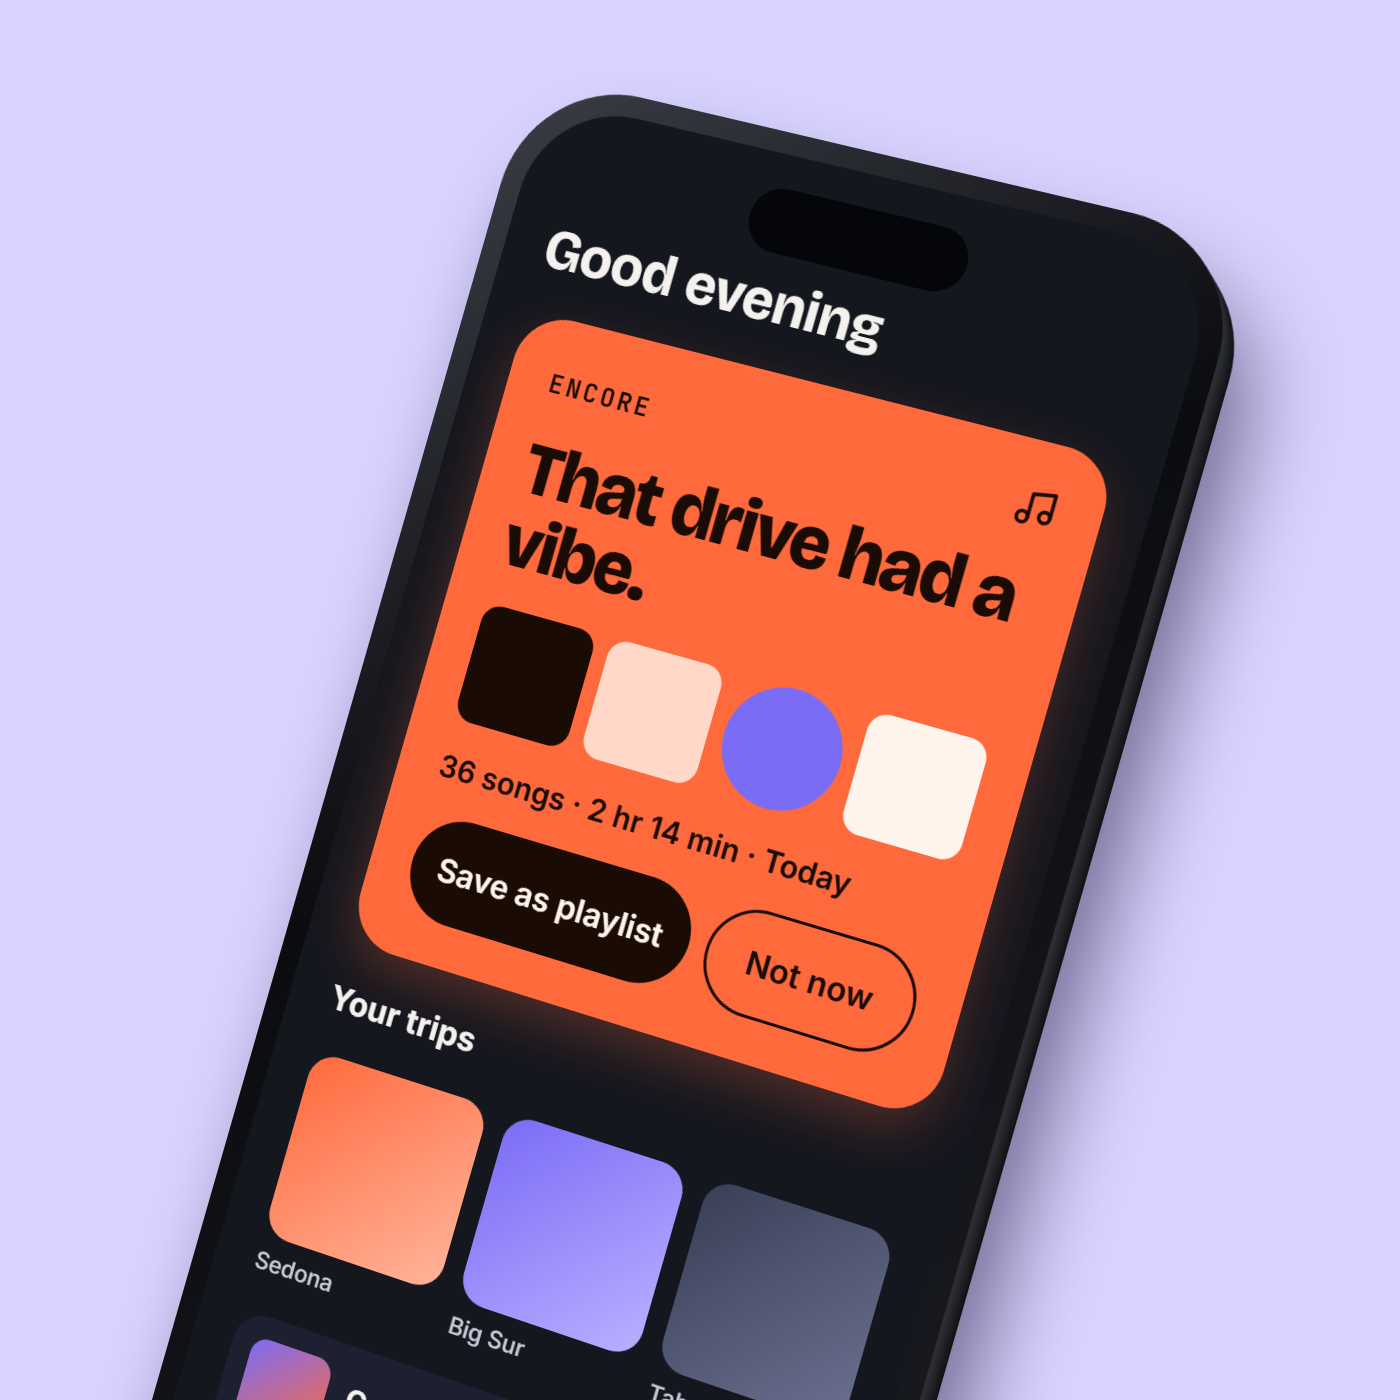 Good evening
ENCORE
That drive had a
vibe.
36 songs · 2 hr 14 min · Today
Save as playlist
Not now
Your trips
Sedona
Big Sur